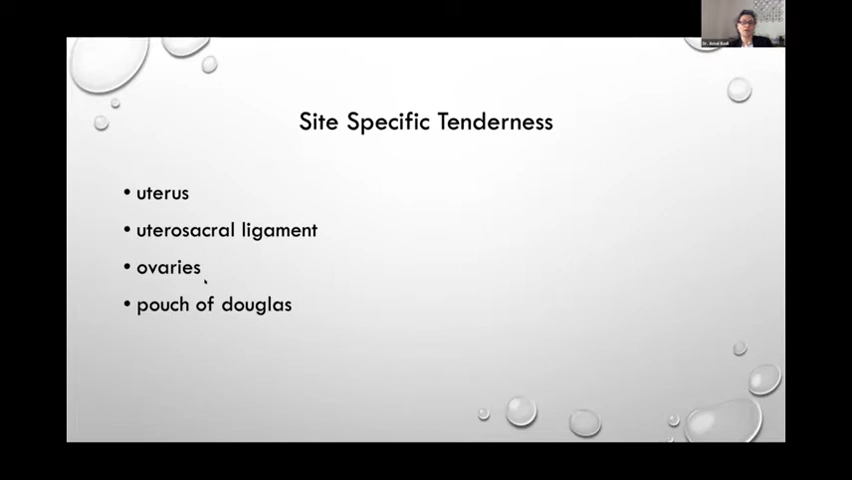 Site Specific Tenderness
• uterus
• uterosacral ligament
• ovaries
• pouch of douglas